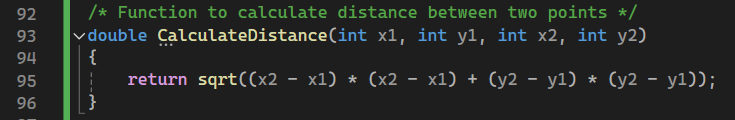 92 /* Function to calculate distance between two points */
93 double CalculateDistance(int x1, int y1, int x2, int y2)
94 {
95 return sqrt((x2 - x1) * (x2 - x1) + (y2 - y1) * (y2 - y1));
96 }